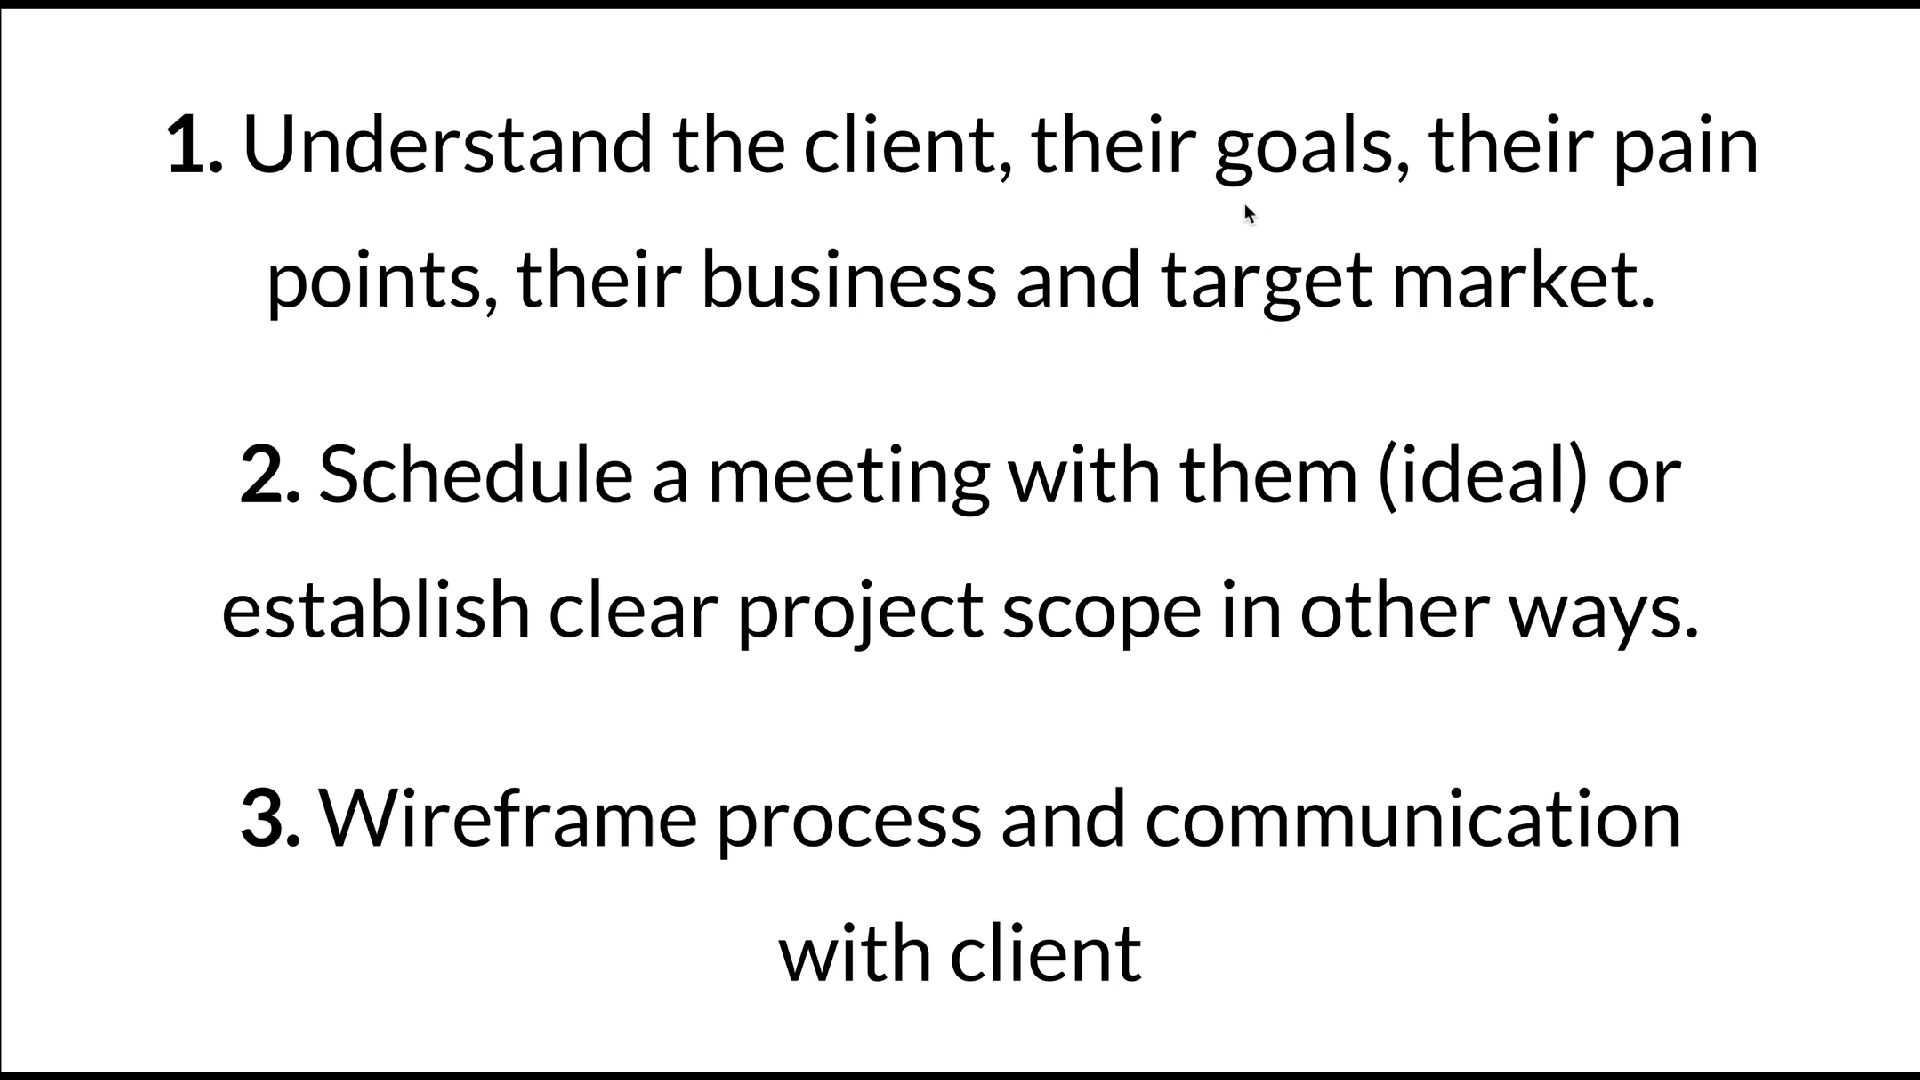 1. Understand the client, their goals, their pain
points, their business and target market.
2. Schedule a meeting with them (ideal) or
establish clear project scope in other ways.
3. Wireframe process and communication
with client